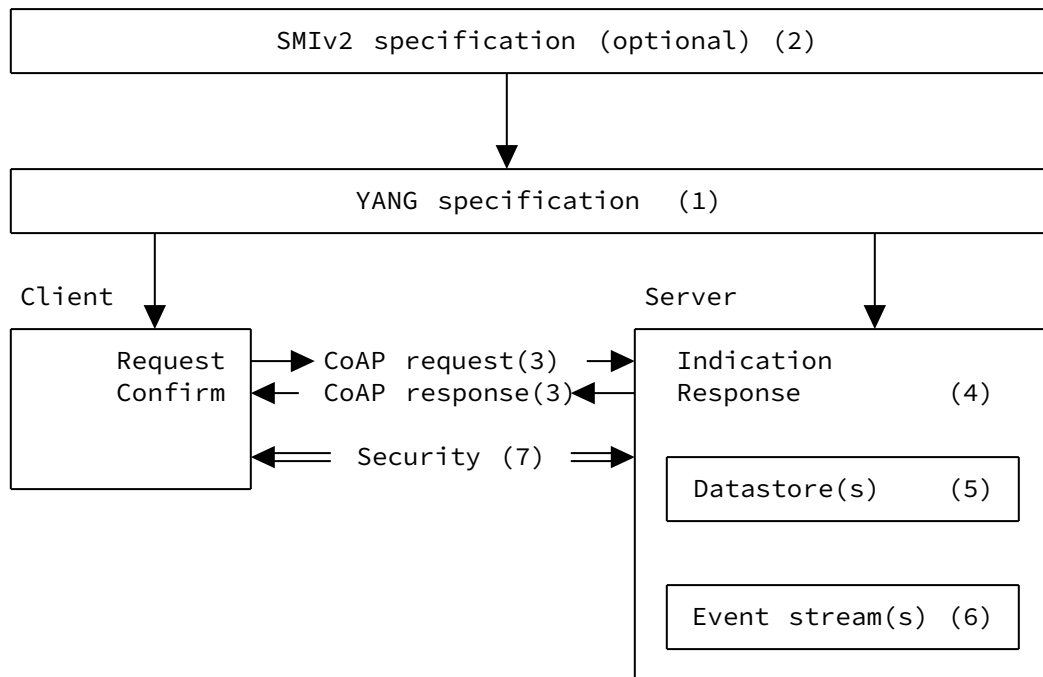 SMIv2 specification (optional) (2)
YANG specification (1)
Client Server
Request CoAP request(3) Indication
Confirm CoAP response(3) Response (4)
Security (7)
Datastore(s) (5)
Event stream(s) (6)